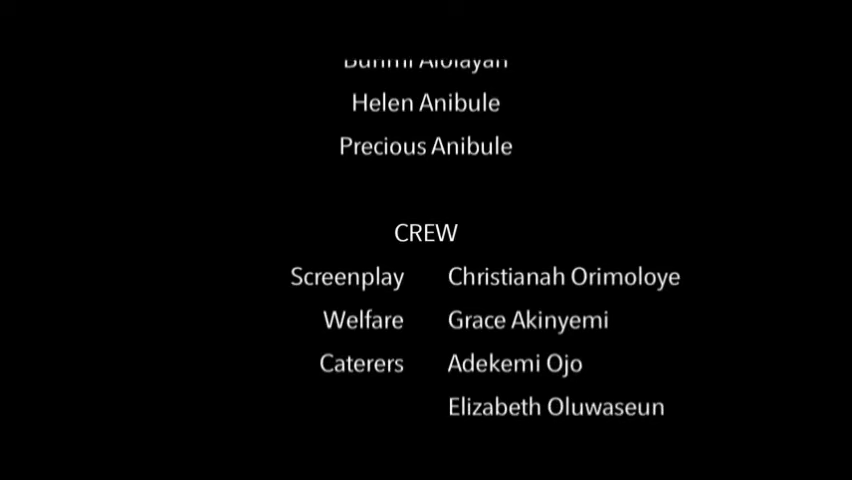 Helen Anibule
Precious Anibule
CREW
Screenplay Christianah Orimoloye
Welfare Grace Akinyemi
Caterers Adekemi Ojo
Elizabeth Oluwaseun